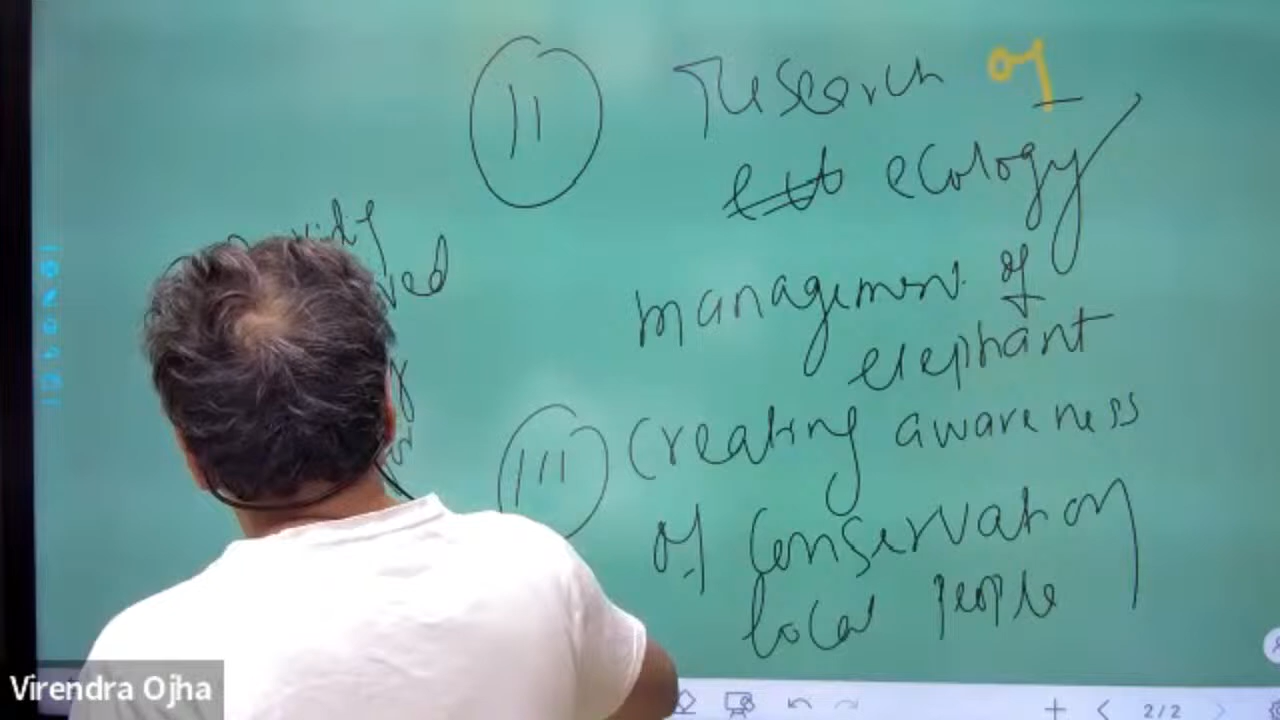 II Research of
ecology
management of
elephant
III Creating awareness
of conservation
local people
Virendra Ojha
2/2